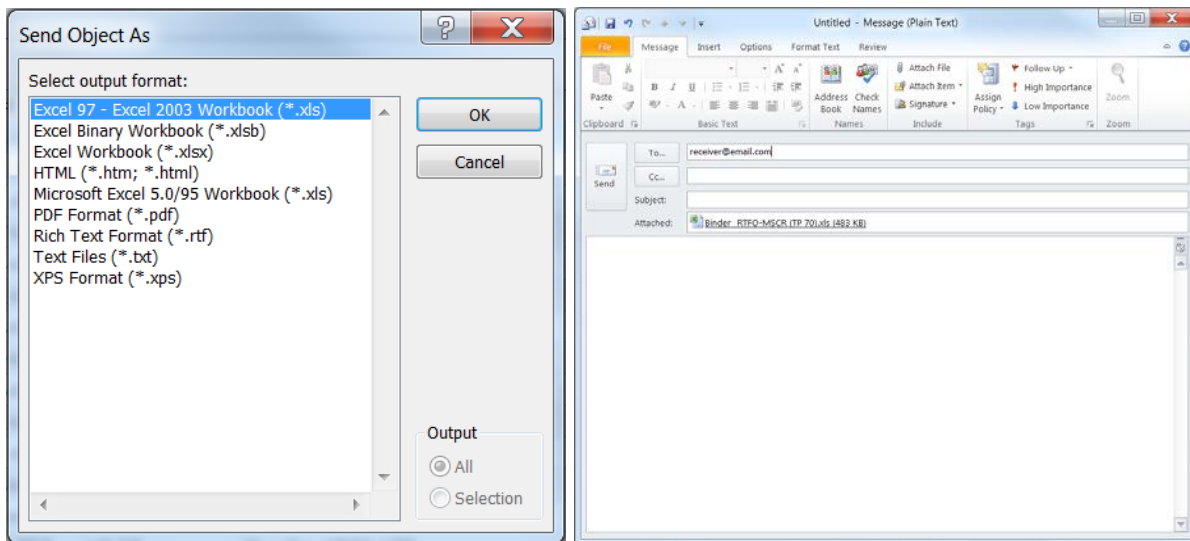 Send Object As
Select output format:
Excel 97 - Excel 2003 Workbook (*.xls)
Excel Binary Workbook (*.xlsb)
Excel Workbook (*.xlsx)
HTML (*.htm; *.html)
Microsoft Excel 5.0/95 Workbook (*.xls)
PDF Format (*.pdf)
Rich Text Format (*.rtf)
Text Files (*.txt)
XPS Format (*.xps)
OK
Cancel
Output
All
Selection
Untitled - Message (Plain Text)
File Message Insert Options Format Text Review
Paste
B I U
Address Book
Check Names
Attach File
Attach Item
Signature
Assign Policy
Follow Up
High Importance
Low Importance
Zoom
Clipboard Basic Text Names Include Tags Zoom
Send
To... receiver@email.com
Cc...
Subject:
Attached: Binder_RTFO-MSCR (TP 70).xls (483 KB)